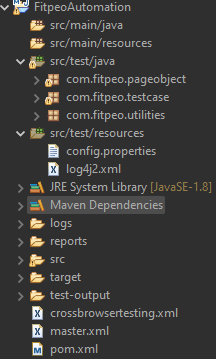 FitpeoAutomation
src/main/java
src/main/resources
src/test/java
com.fitpeo.pageobject
com.fitpeo.testcase
com.fitpeo.utilities
src/test/resources
config.properties
log4j2.xml
JRE System Library [JavaSE-1.8]
Maven Dependencies
logs
reports
src
target
test-output
crossbrowsertesting.xml
master.xml
pom.xml